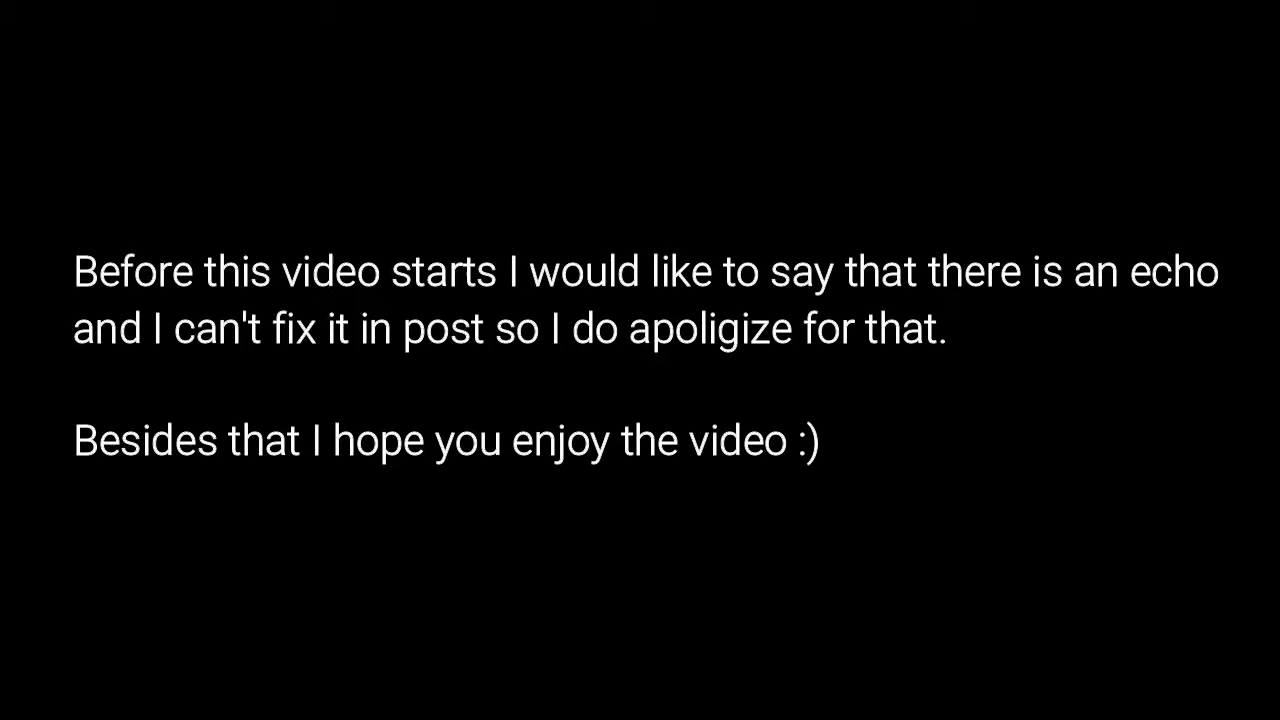 Before this video starts I would like to say that there is an echo
and I can't fix it in post so I do apoligize for that.
Besides that I hope you enjoy the video :)